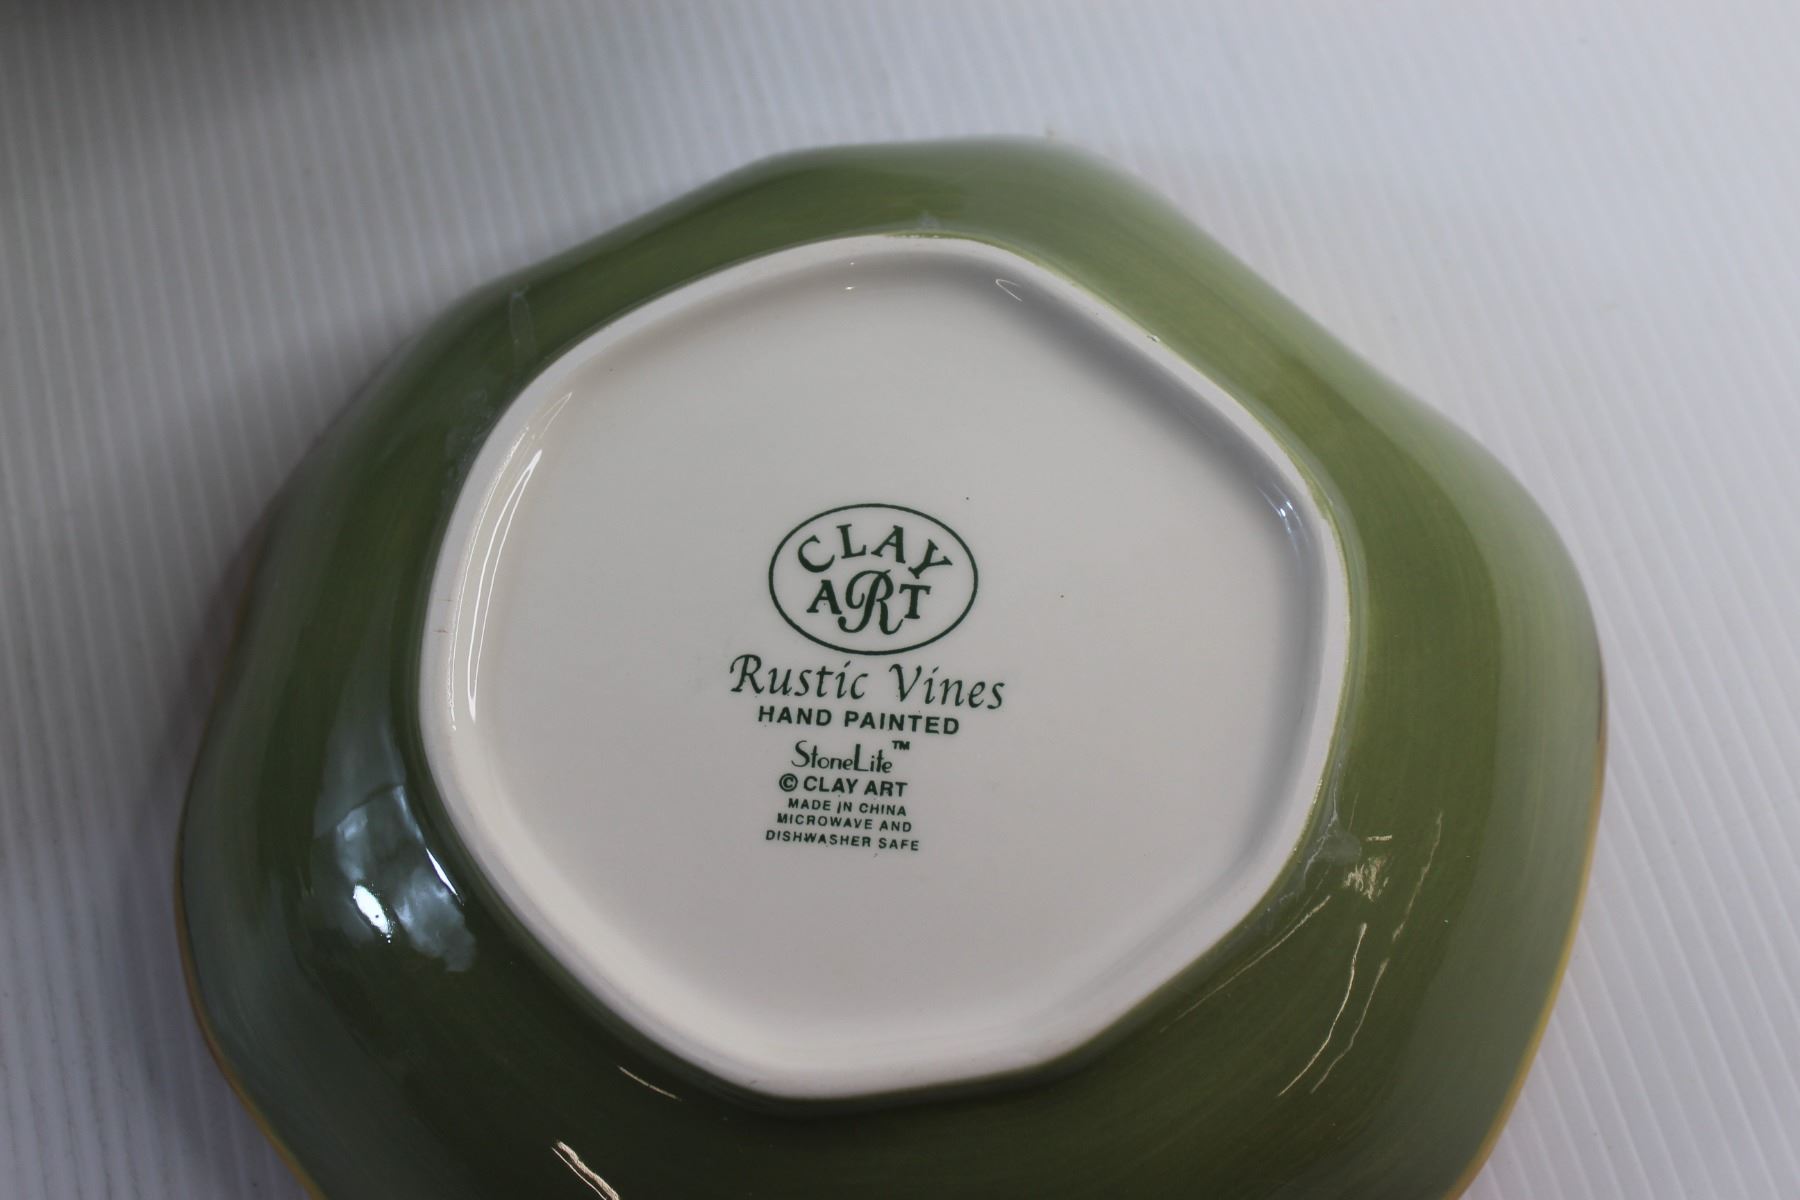 CLAY
ART
Rustic Vines
HAND PAINTED
StoneLite™
© CLAY ART
MADE IN CHINA
MICROWAVE AND
DISHWASHER SAFE